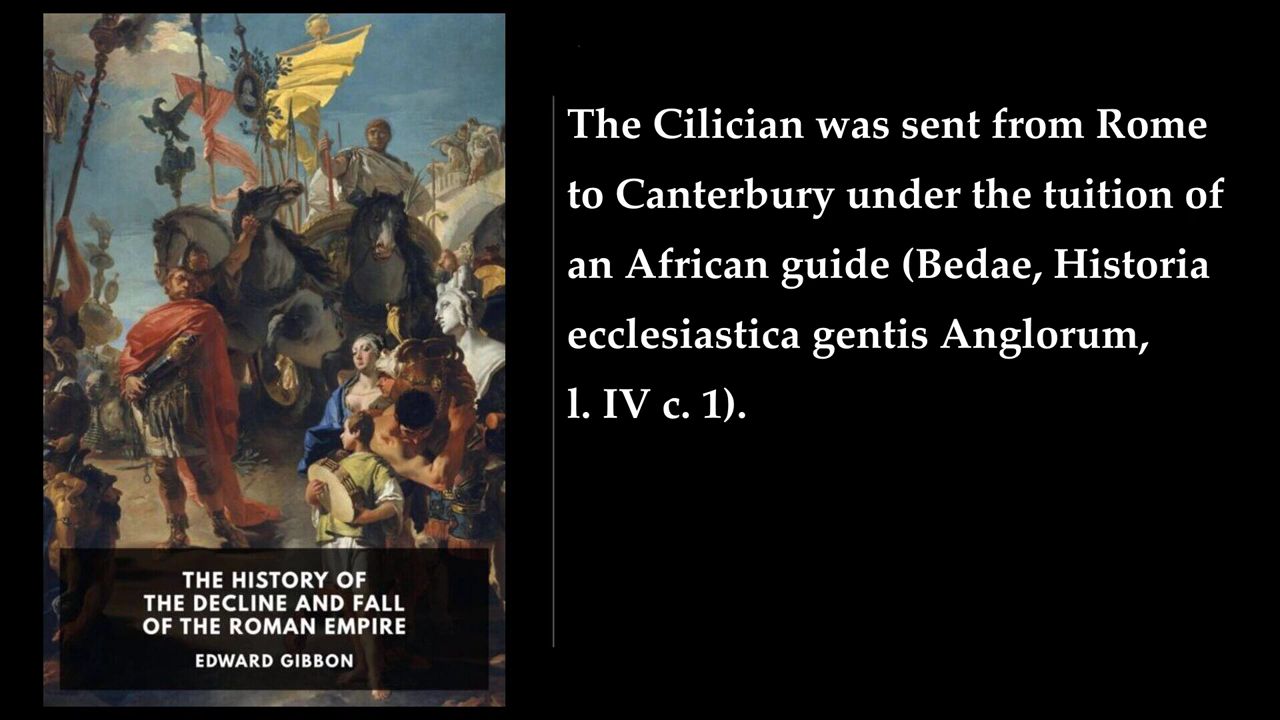 The Cilician was sent from Rome
to Canterbury under the tuition of
an African guide (Bedae, Historia
ecclesiastica gentis Anglorum,
l. IV c. 1).
THE HISTORY OF
THE DECLINE AND FALL
OF THE ROMAN EMPIRE
EDWARD GIBBON